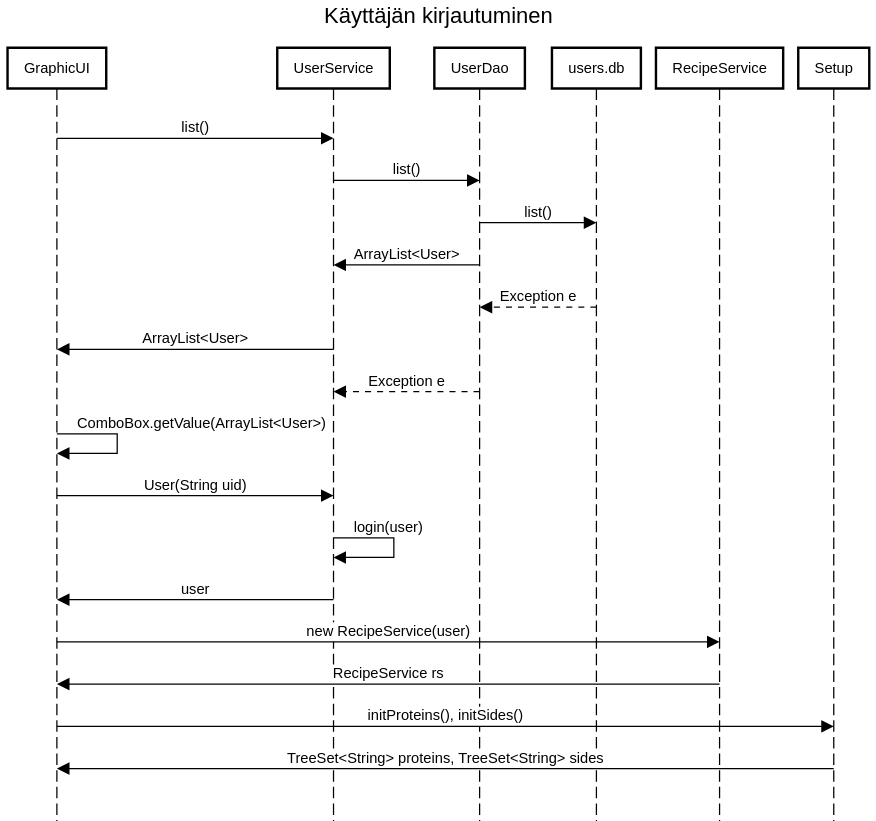 Käyttäjän kirjautuminen
GraphicUI
UserService
UserDao
users.db
RecipeService
Setup
list()
list()
list()
ArrayList<User>
Exception e
ArrayList<User>
Exception e
ComboBox.getValue(ArrayList<User>)
User(String uid)
login(user)
user
new RecipeService(user)
RecipeService rs
initProteins(), initSides()
TreeSet<String> proteins, TreeSet<String> sides